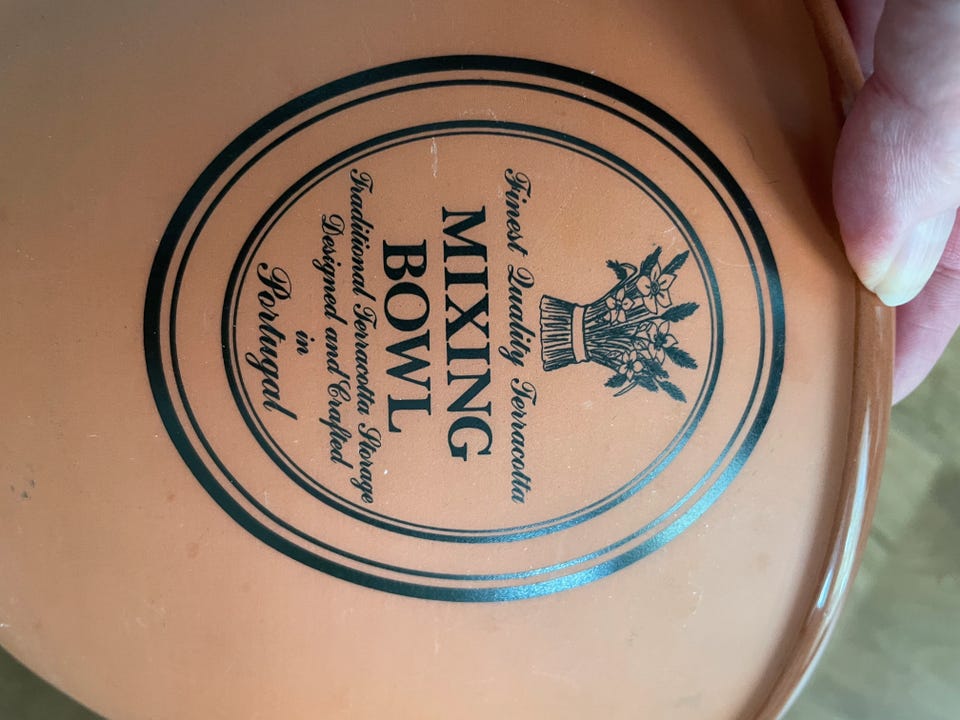 Finest Quality Terracotta
MIXING
BOWL
Traditional Terracotta Storage
Designed and Crafted
in
Portugal